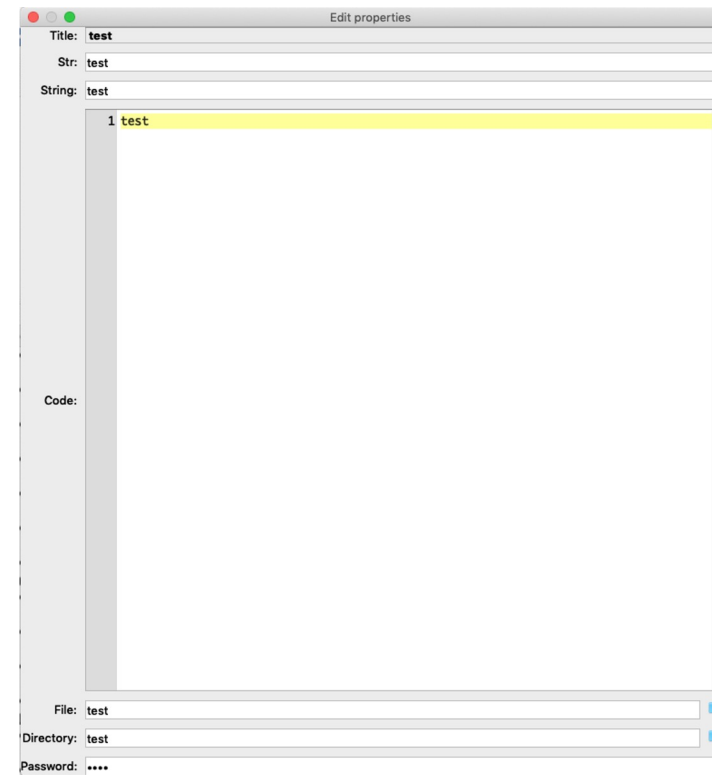 Edit properties
Title: test
Str: test
String: test
1 test
Code:
File: test
Directory: test
Password: ••••